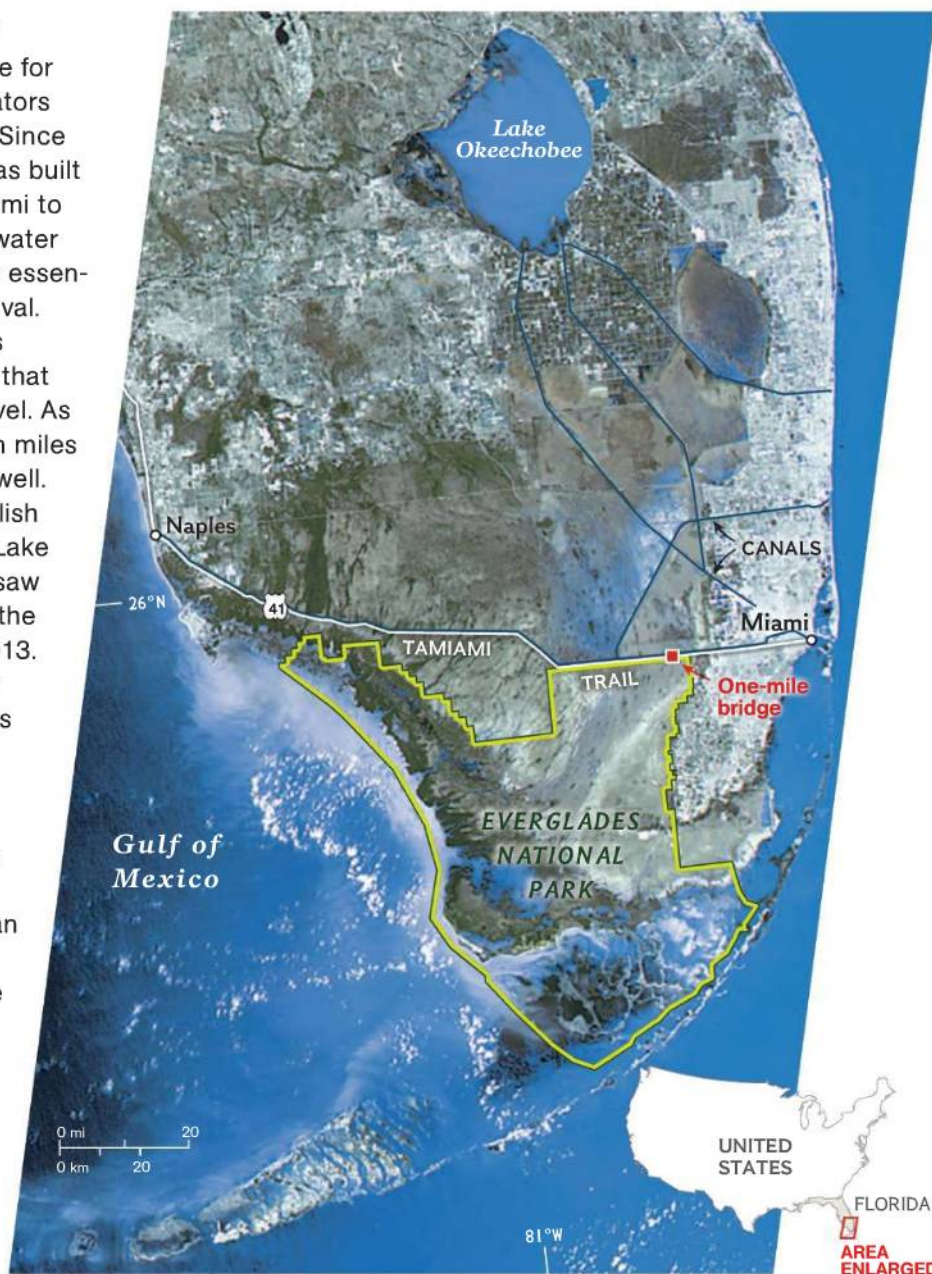 e for
ators
Since
as built
mi to
water
essen-
val.
s
that
vel. As
n miles
well.
lish
Lake
saw
the
13.
s
an
e
Lake
Okeechobee
Naples
26°N
41
TAMIAMI
TRAIL
CANALS
Miami
One-mile
bridge
EVERGLADES
NATIONAL
PARK
Gulf of
Mexico
0 mi 20
0 km 20
81°W
UNITED
STATES
FLORIDA
AREA
ENLARGED